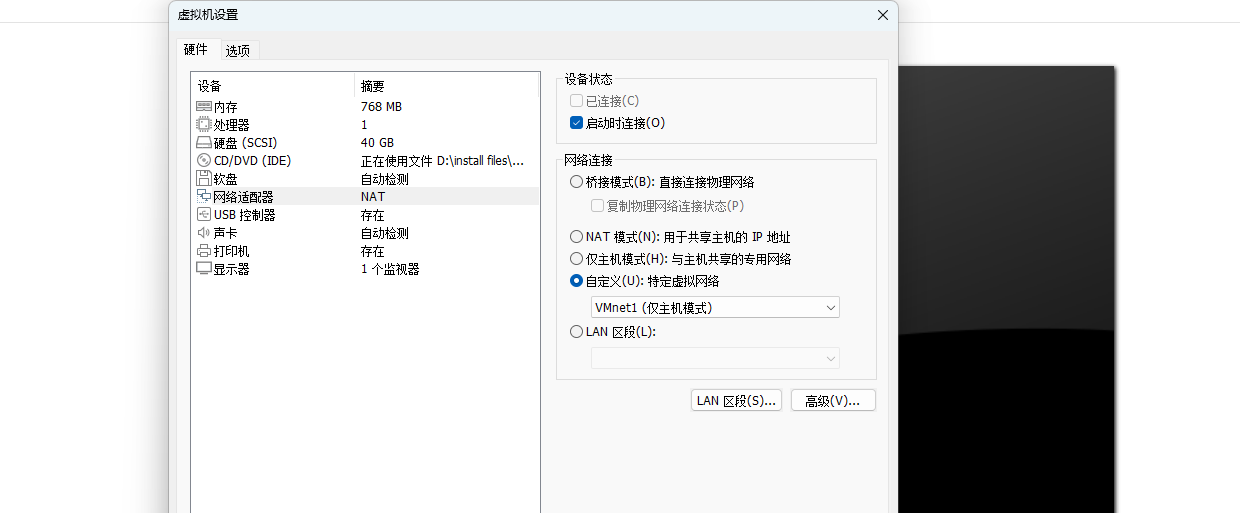 虚拟机设置
硬件 选项
设备 摘要
内存 768 MB
处理器 1
硬盘 (SCSI) 40 GB
CD/DVD (IDE) 正在使用文件 D:\install files\...
软盘 自动检测
网络适配器 NAT
USB 控制器 存在
声卡 自动检测
打印机 存在
显示器 1 个监视器
设备状态
已连接(C)
启动时连接(O)
网络连接
桥接模式(B): 直接连接物理网络
复制物理网络连接状态(P)
NAT 模式(N): 用于共享主机的 IP 地址
仅主机模式(H): 与主机共享的专用网络
自定义(U): 特定虚拟网络
VMnet1 (仅主机模式)
LAN 区段(L):
LAN 区段(S)... 高级(V)...